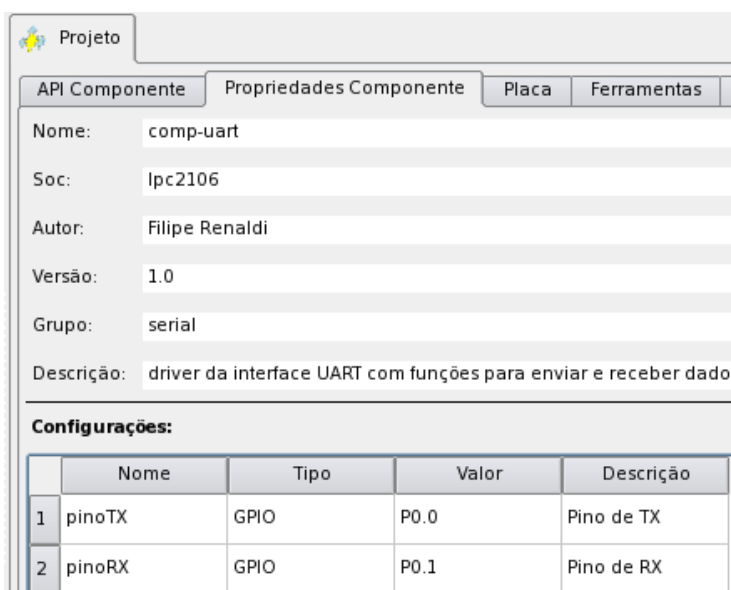 Projeto
API Componente Propriedades Componente Placa Ferramentas
Nome: comp-uart
Soc: lpc2106
Autor: Filipe Renaldi
Versão: 1.0
Grupo: serial
Descrição: driver da interface UART com funções para enviar e receber dado
Configurações:
Nome Tipo Valor Descrição
1 pinoTX GPIO P0.0 Pino de TX
2 pinoRX GPIO P0.1 Pino de RX